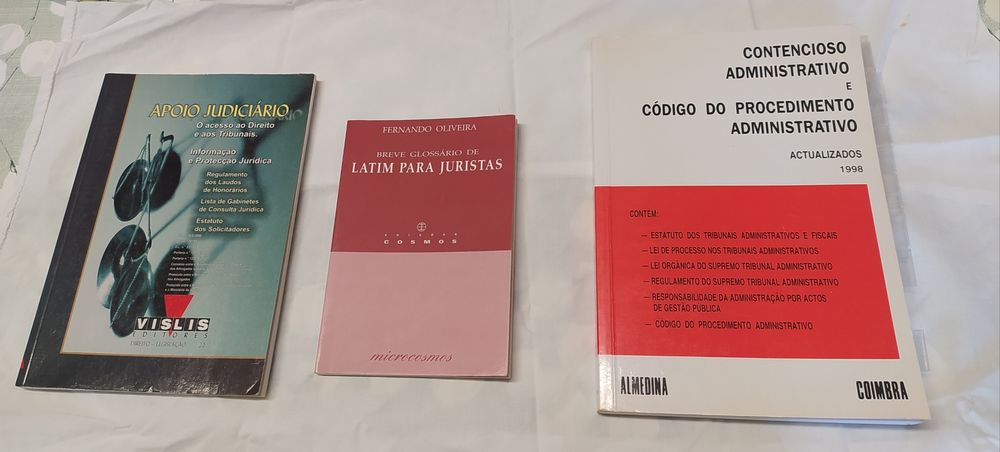 APOIO JUDICIÁRIO
O acesso ao Direito
e aos Tribunais.
Informação
e Protecção Jurídica
Regulamento
dos Laudos
de Honorários
Lista de Gabinetes
de Consulta Jurídica
Estatuto
dos Solicitadores
VISLIS
EDITORES
DIREITO - LEGISLAÇÃO 22
FERNANDO OLIVEIRA
BREVE GLOSSÁRIO DE
LATIM PARA JURISTAS
COSMOS
microcosmos
CONTENCIOSO
ADMINISTRATIVO
E
CÓDIGO DO PROCEDIMENTO
ADMINISTRATIVO
ACTUALIZADOS
1998
CONTÉM:
— ESTATUTO DOS TRIBUNAIS ADMINISTRATIVOS E FISCAIS
— LEI DE PROCESSO NOS TRIBUNAIS ADMINISTRATIVOS
— LEI ORGÂNICA DO SUPREMO TRIBUNAL ADMINISTRATIVO
— REGULAMENTO DO SUPREMO TRIBUNAL ADMINISTRATIVO
— RESPONSABILIDADE DA ADMINISTRAÇÃO POR ACTOS
DE GESTÃO PÚBLICA
— CÓDIGO DO PROCEDIMENTO ADMINISTRATIVO
ALMEDINA
COIMBRA